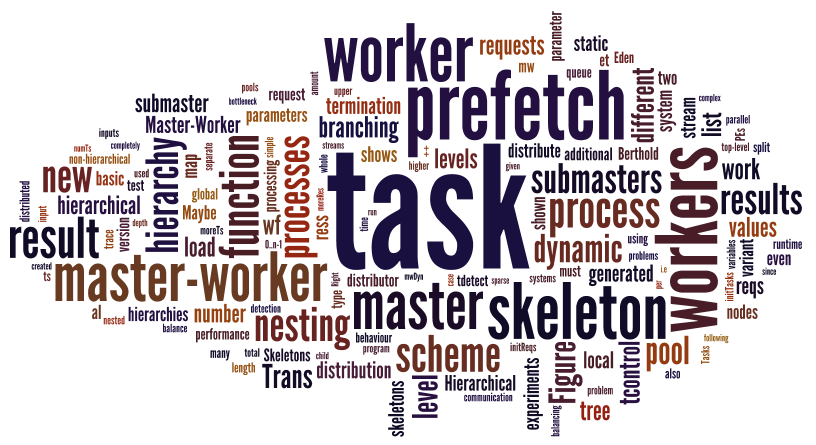 worker
requests
parameter
static
et
Eden
mw
queue
pools
amount
upper
request
bottleneck
submaster
termination
prefetch
different
system
two
stream
complex
list
parallel
Master-Worker
parameters
branching
inputs
completely
numTs
non-hierarchical
hierarchy
map
separate
function
simple
processing
processes
streams
whole
shows
++
levels
higher
distribute
additional
Berthold
given
PEs
top-level
split
workers
work
new
basic
used
test
task
submasters
results
distributed
input
hierarchical
global
Maybe
moreRes
shown
process
values
result
trace
version
depth
moreTs
load
wf
0..n-1
ress
time
run
dynamic
using
problems
variables
variant
runtime
even
since
created
ts
master-worker
type
Right
distributor
mwDyn
case
tdetect
sparse
systems
must
generated
i.e
per
initTasks
reqs
al
nested
hierarchies
balance
number
detection
performance
nesting
behaviour
program
master
skeleton
nodes
many
total
length
Skeletons
child
Trans
distribution
scheme
initReqs
Figure
local
tcontrol
pool
Tasks
following
also
skeletons
level
Hierarchical
communication
experiments
balancing
problem
tree